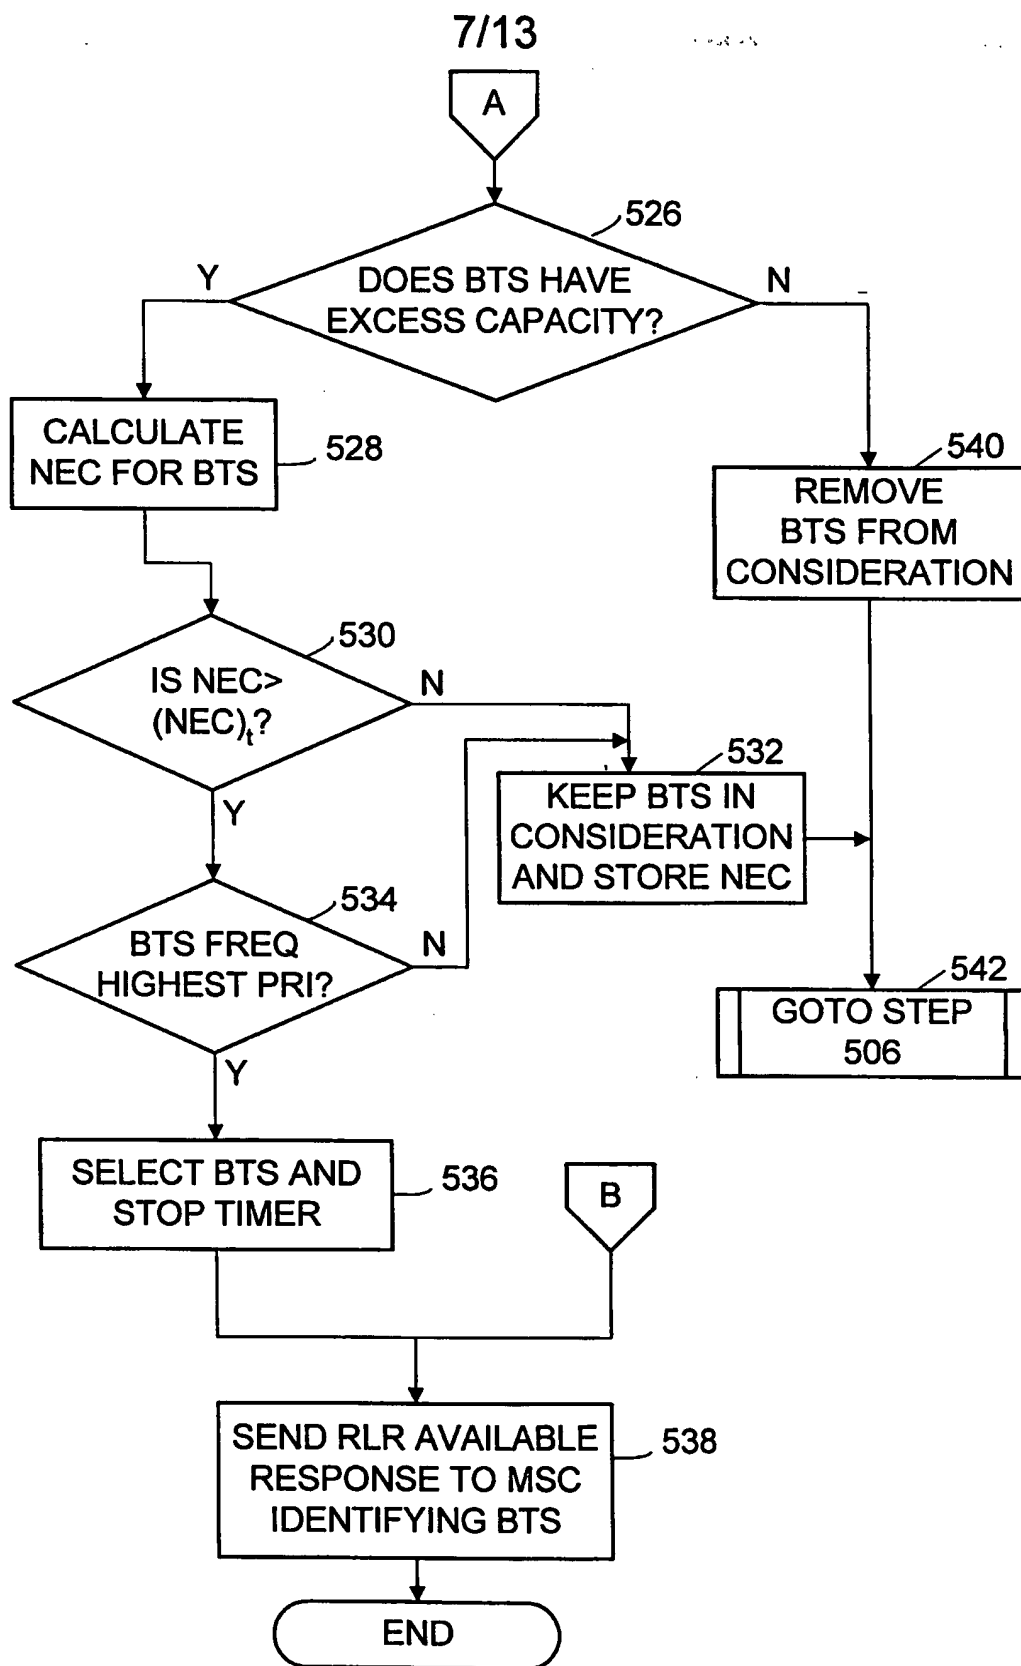 7/13
A
526
DOES BTS HAVE
EXCESS CAPACITY?
Y
N
CALCULATE
NEC FOR BTS
528
540
REMOVE
BTS FROM
CONSIDERATION
530
IS NEC>
(NEC)t?
N
Y
532
KEEP BTS IN
CONSIDERATION
AND STORE NEC
534
BTS FREQ
HIGHEST PRI?
N
Y
542
GOTO STEP
506
SELECT BTS AND
STOP TIMER
536
B
SEND RLR AVAILABLE
RESPONSE TO MSC
IDENTIFYING BTS
538
END